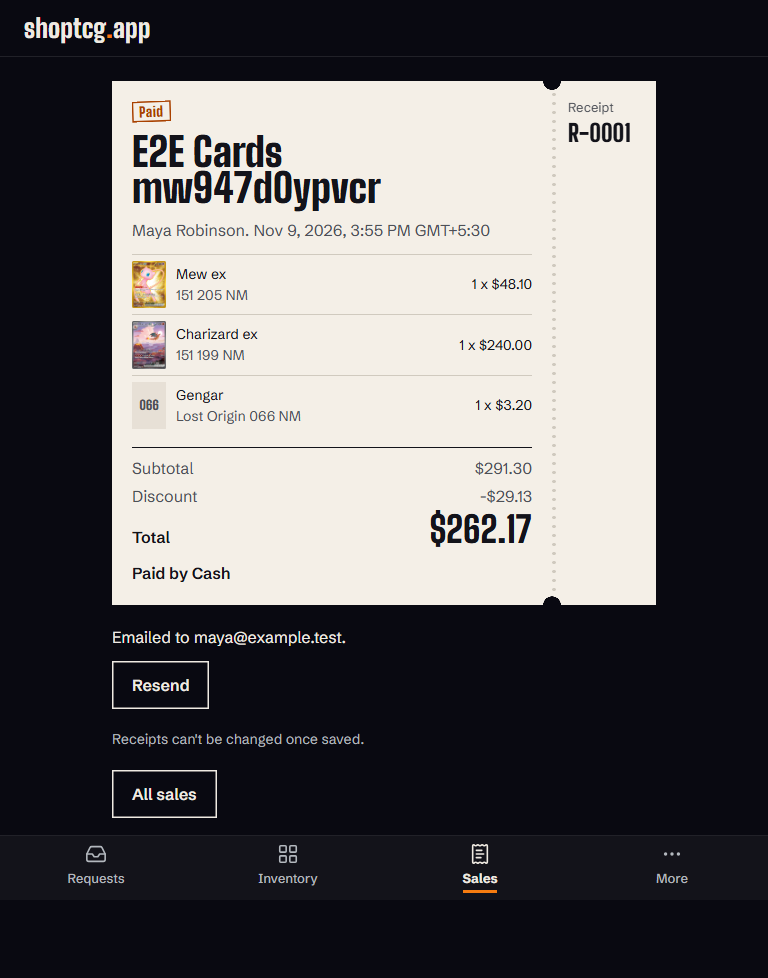 shoptcg.app
Paid
E2E Cards
mw947d0ypvcr
Maya Robinson. Nov 9, 2026, 3:55 PM GMT+5:30
Receipt
R-0001
Mew ex
151 205 NM
1 x $48.10
Charizard ex
151 199 NM
1 x $240.00
066
Gengar
Lost Origin 066 NM
1 x $3.20
Subtotal $291.30
Discount -$29.13
Total $262.17
Paid by Cash
Emailed to maya@example.test.
Resend
Receipts can't be changed once saved.
All sales
Requests Inventory Sales More